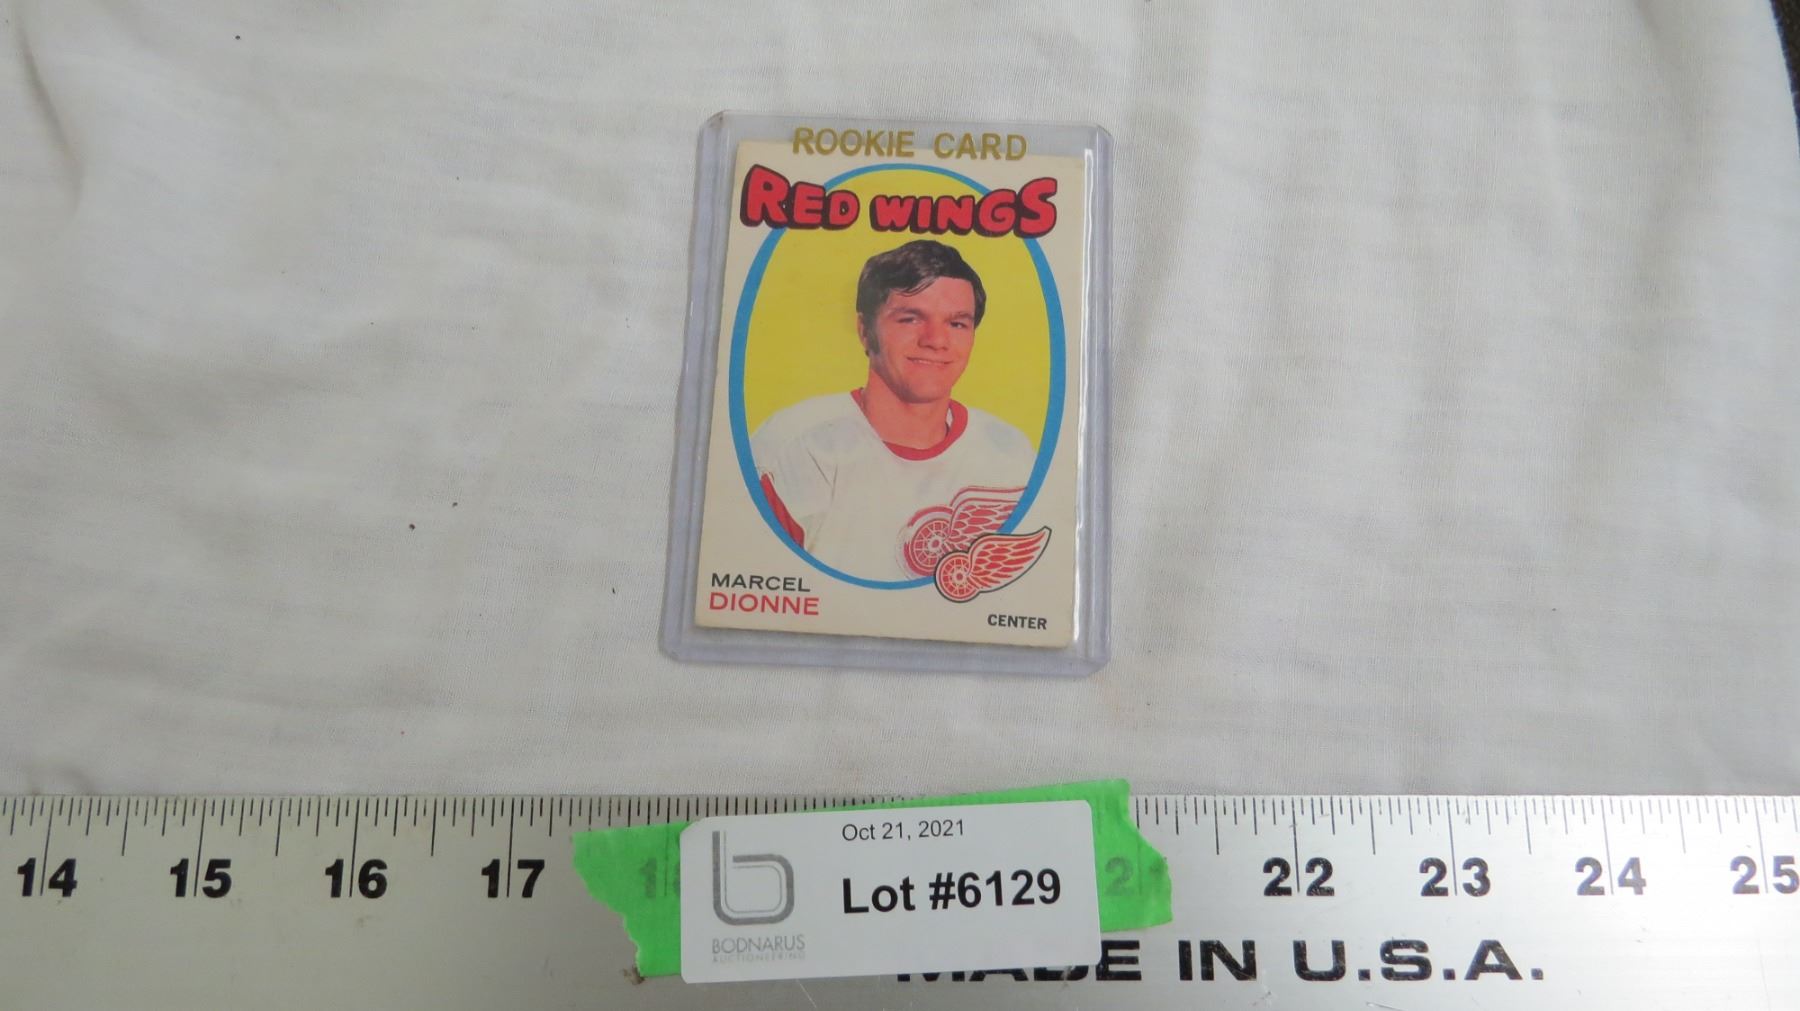 ROOKIE CARD
RED WINGS
MARCEL
DIONNE
CENTER
14 15 16 17 22 23 24 25
Oct 21, 2021
Lot #6129
BODNARUS
AUCTIONEERING
MADE IN U.S.A.